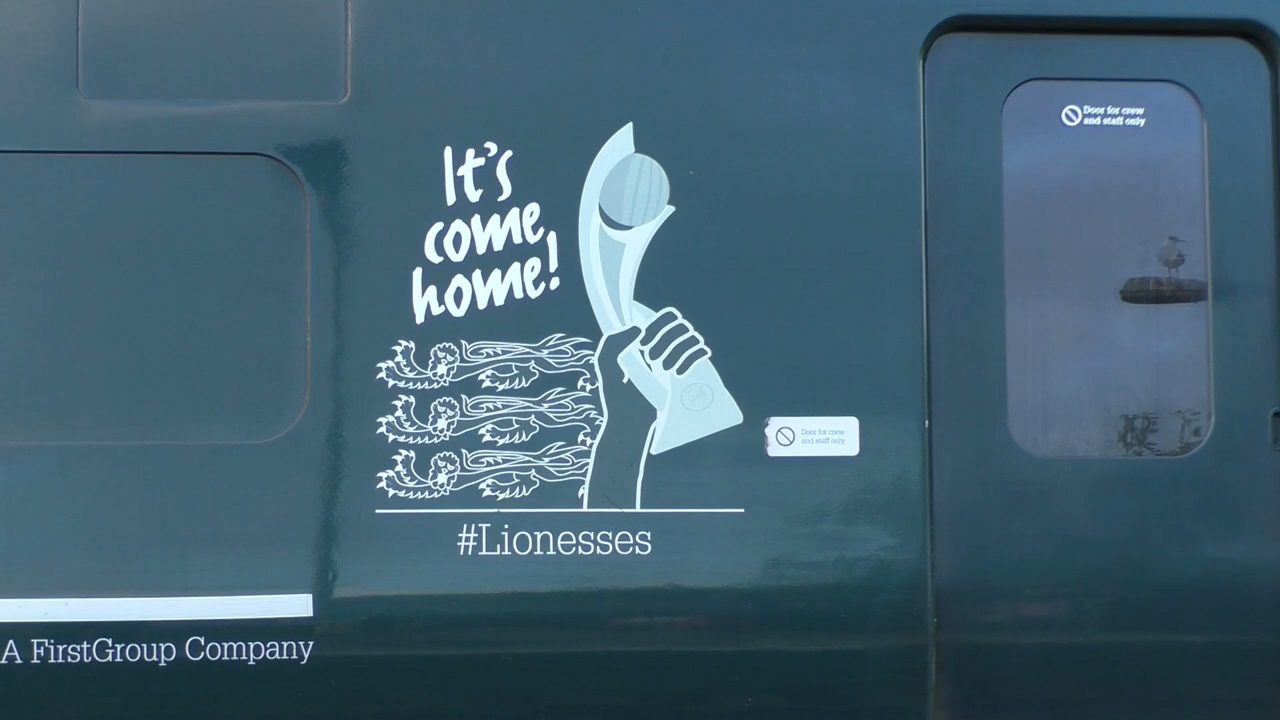 It's
come
home!
#Lionesses
A FirstGroup Company
Door for crew
and staff only
Door for crew
and staff only